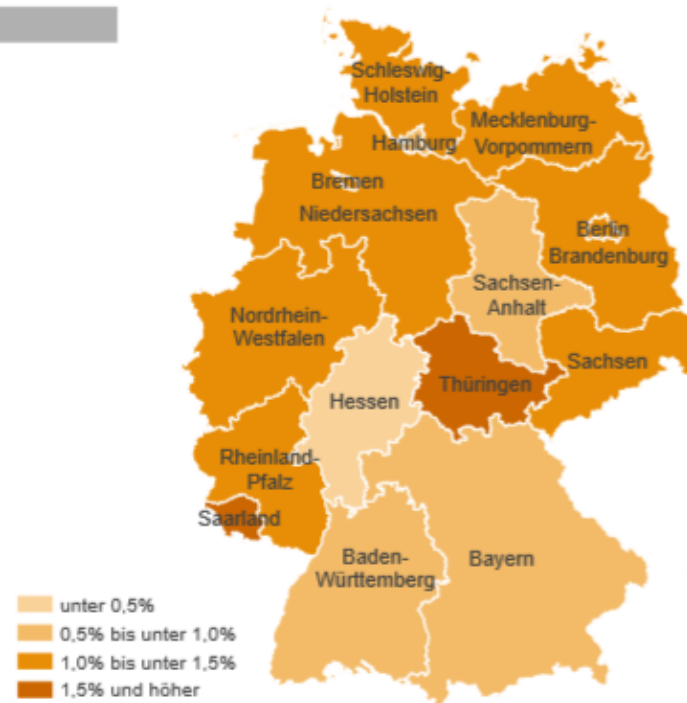 Schleswig-
Holstein
Mecklenburg-
Vorpommern
Hamburg
Bremen
Niedersachsen
Berlin
Brandenburg
Sachsen-
Anhalt
Nordrhein-
Westfalen
Sachsen
Thüringen
Hessen
Rheinland-
Pfalz
Saarland
Baden-
Württemberg
Bayern
unter 0,5%
0,5% bis unter 1,0%
1,0% bis unter 1,5%
1,5% und höher